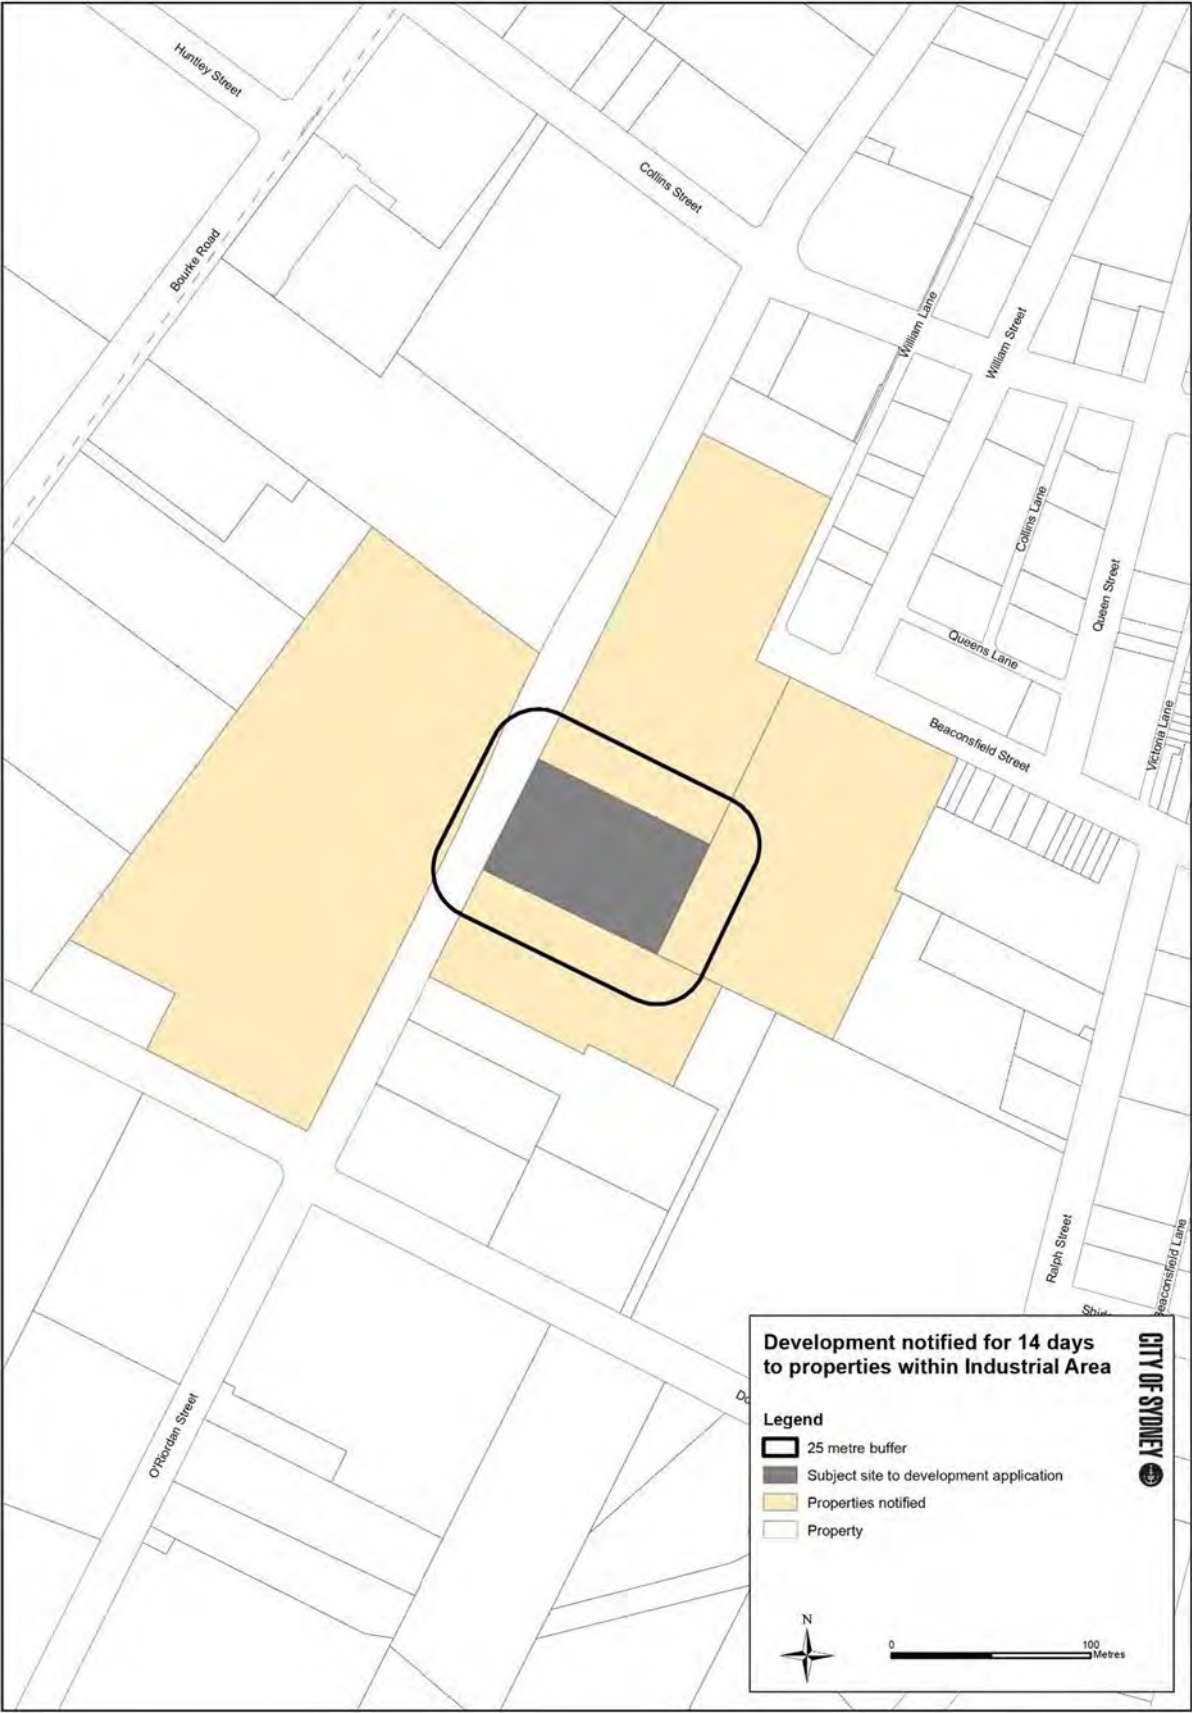 Huntley Street
Collins Street
Bourke Road
William Lane
William Street
Collins Lane
Queen Street
Queens Lane
Victoria Lane
Beaconsfield Street
Ralph Street
Beaconsfield Lane
O'Riordan Street
Development notified for 14 days
to properties within Industrial Area
CITY OF SYDNEY
Legend
25 metre buffer
Subject site to development application
Properties notified
Property
N
0 100
Metres